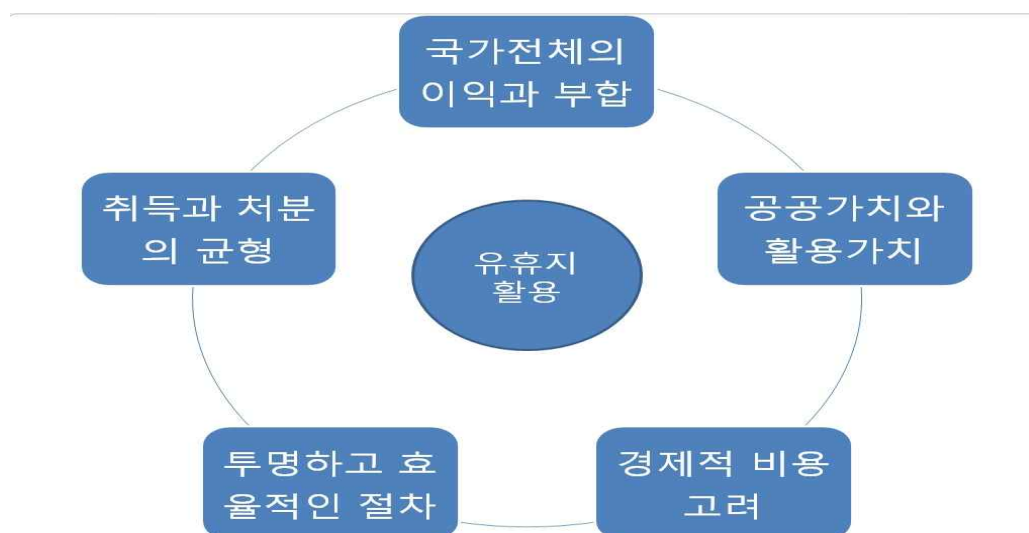 국가전체의
이익과 부합
취득과 처분
의 균형
공공가치와
활용가치
유휴지
활용
투명하고 효
율적인 절차
경제적 비용
고려